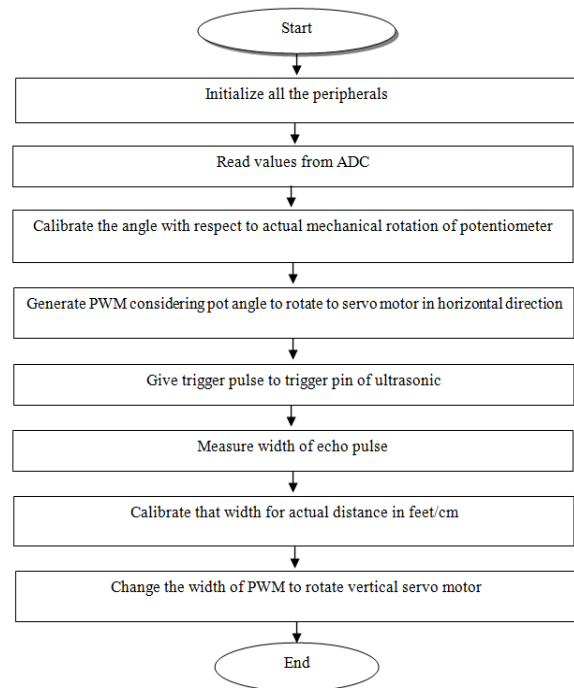 Start
Initialize all the peripherals
Read values from ADC
Calibrate the angle with respect to actual mechanical rotation of potentiometer
Generate PWM considering pot angle to rotate to servo motor in horizontal direction
Give trigger pulse to trigger pin of ultrasonic
Measure width of echo pulse
Calibrate that width for actual distance in feet/cm
Change the width of PWM to rotate vertical servo motor
End